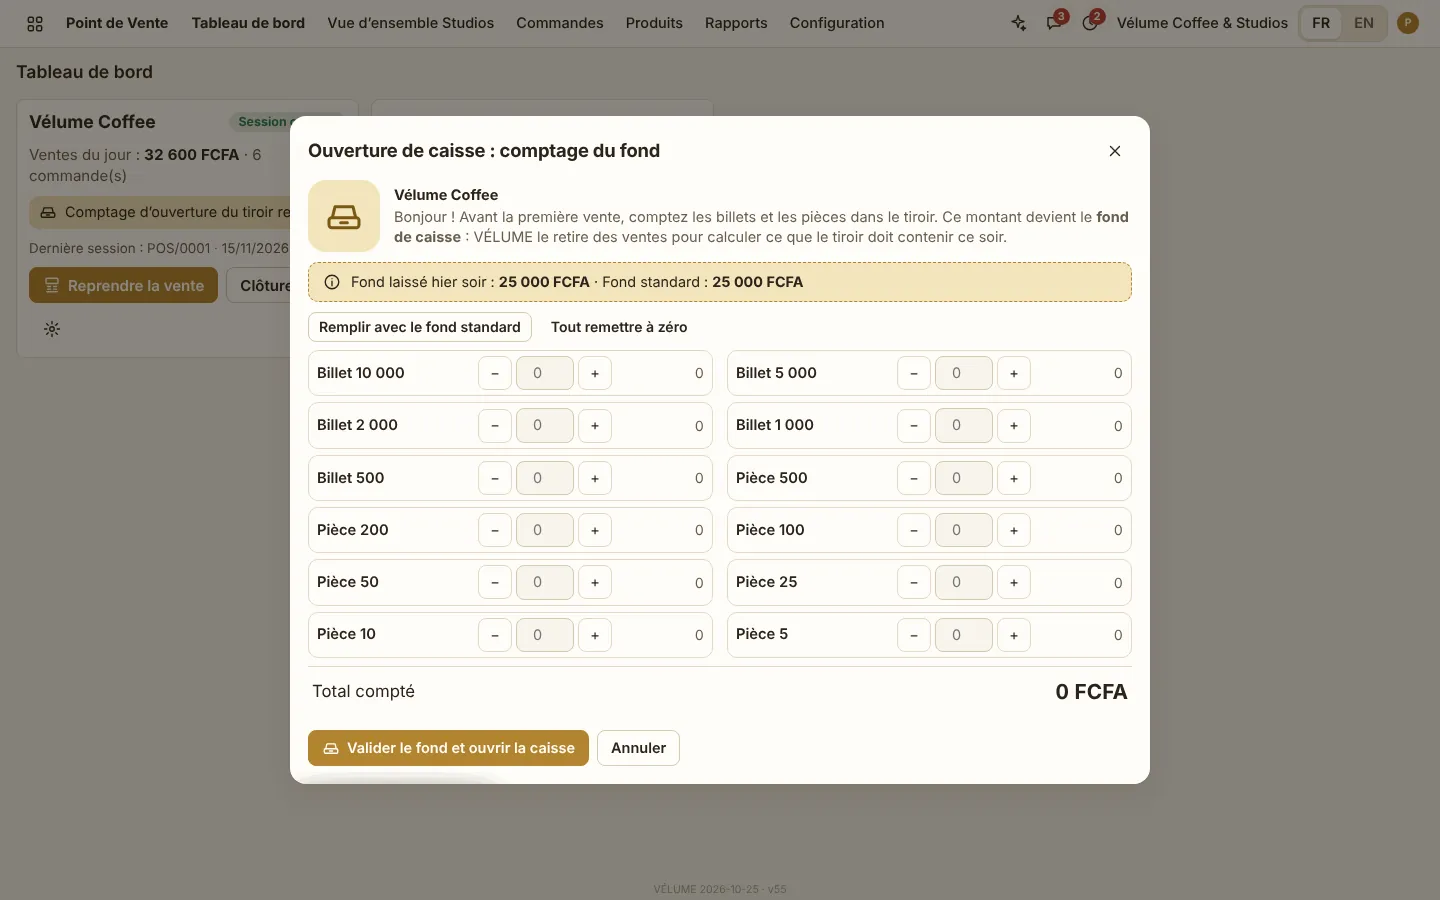 Point de Vente Tableau de bord Vue d’ensemble Studios Commandes Produits Rapports Configuration 3 2 Vélume Coffee & Studios FR EN P
Tableau de bord
Vélume Coffee Session
Ventes du jour : 32 600 FCFA · 6
commande(s)
Comptage d’ouverture du tiroir re
Dernière session : POS/0001 · 15/11/2026
Reprendre la vente Clôture
Ouverture de caisse : comptage du fond
Vélume Coffee
Bonjour ! Avant la première vente, comptez les billets et les pièces dans le tiroir. Ce montant devient le fond
de caisse : VÉLUME le retire des ventes pour calculer ce que le tiroir doit contenir ce soir.
Fond laissé hier soir : 25 000 FCFA · Fond standard : 25 000 FCFA
Remplir avec le fond standard Tout remettre à zéro
Billet 10 000 − 0 + 0 Billet 5 000 − 0 + 0
Billet 2 000 − 0 + 0 Billet 1 000 − 0 + 0
Billet 500 − 0 + 0 Pièce 500 − 0 + 0
Pièce 200 − 0 + 0 Pièce 100 − 0 + 0
Pièce 50 − 0 + 0 Pièce 25 − 0 + 0
Pièce 10 − 0 + 0 Pièce 5 − 0 + 0
Total compté 0 FCFA
Valider le fond et ouvrir la caisse Annuler
VÉLUME 2026-10-25 · v55